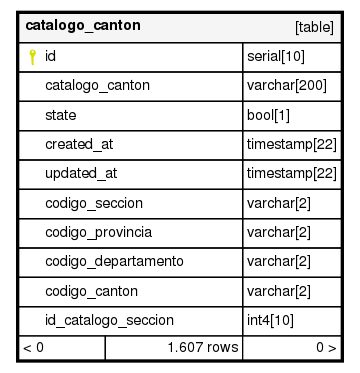 catalogo_canton [table]
id serial[10]
catalogo_canton varchar[200]
state bool[1]
created_at timestamp[22]
updated_at timestamp[22]
codigo_seccion varchar[2]
codigo_provincia varchar[2]
codigo_departamento varchar[2]
codigo_canton varchar[2]
id_catalogo_seccion int4[10]
< 0 1.607 rows 0 >